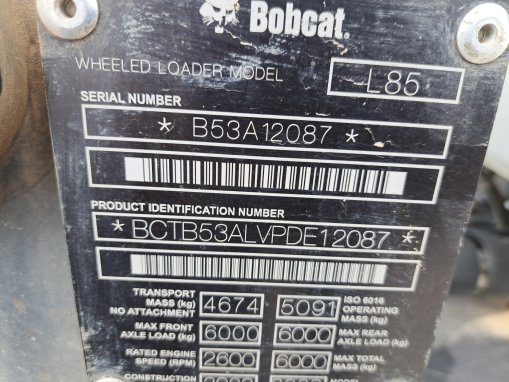 Bobcat.
WHEELED LOADER MODEL L85
SERIAL NUMBER
* B53A12087 *
PRODUCT IDENTIFICATION NUMBER
* BCTB53ALVPDE12087 *
TRANSPORT MASS (kg) NO ATTACHMENT 4674 5091 ISO 6016 OPERATING MASS (kg)
MAX FRONT AXLE LOAD (kg) 6000 6000 MAX REAR AXLE LOAD (kg)
RATED ENGINE SPEED (RPM) 2600 6000 MAX TOTAL MASS (kg)
CONSTRUCTION MODEL